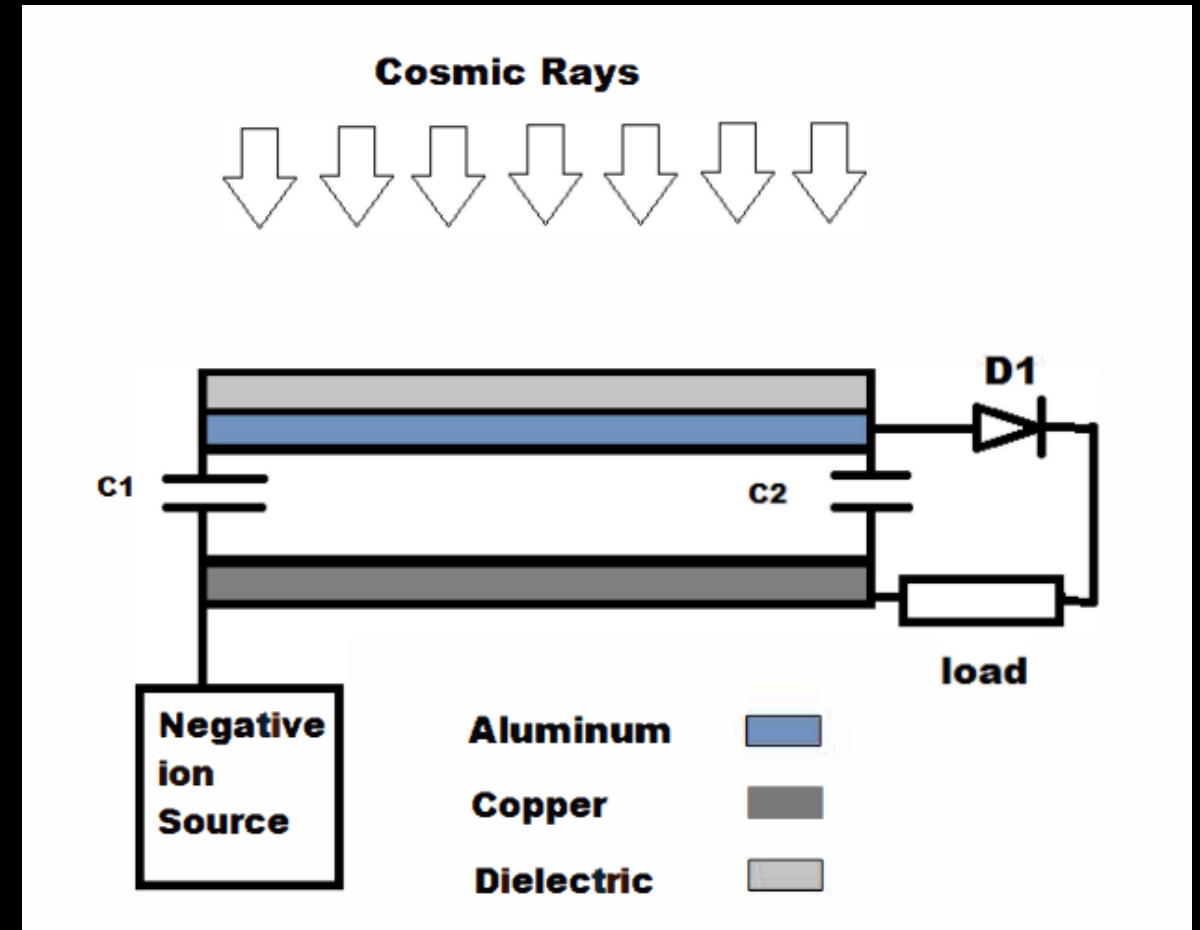 Cosmic Rays
D1
C1
C2
load
Negative
ion
Source
Aluminum
Copper
Dielectric